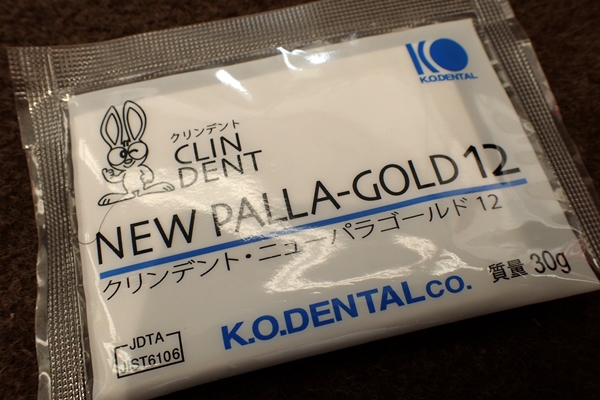 KO
K.O.DENTAL
クリンデント
CLIN
DENT
NEW PALLA-GOLD 12
クリンデント・ニューパラゴールド 12
質量 30g
K.O.DENTAL CO.
JDTA
JIST6106